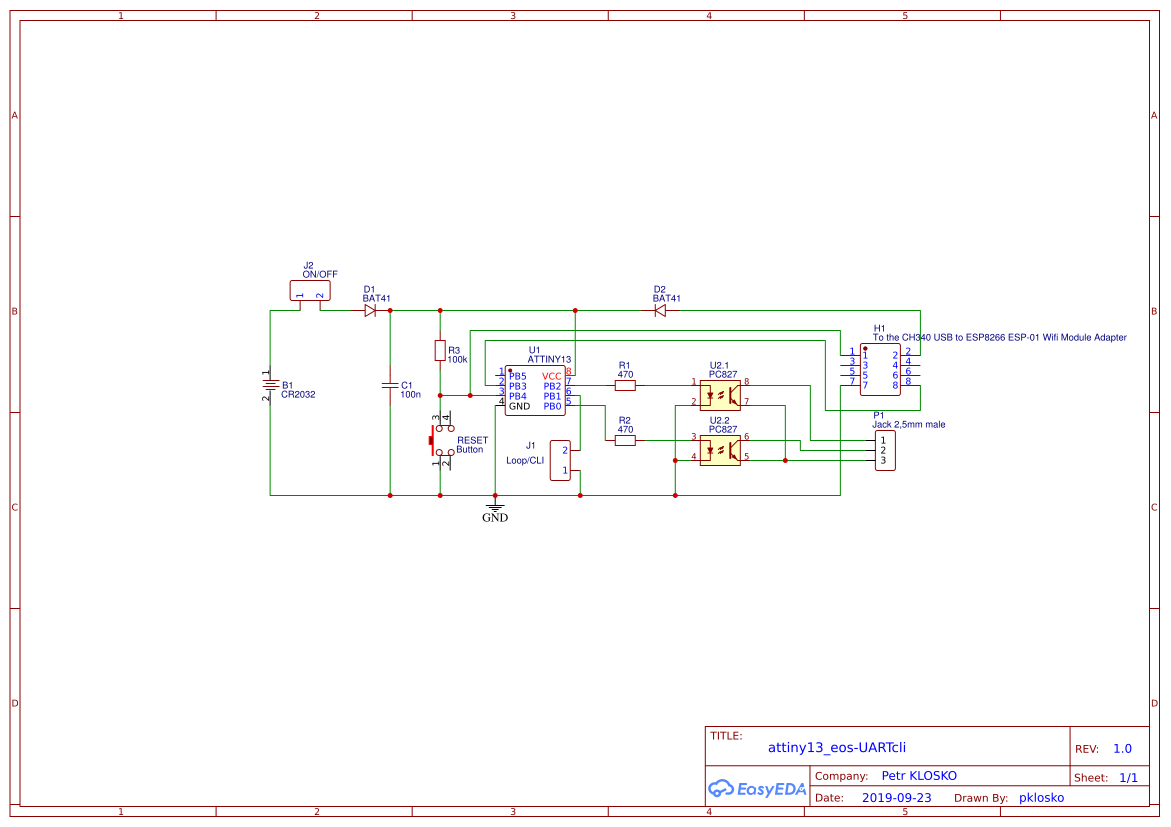 1 2 3 4 5
A A
J2
ON/OFF
1 2
D1
BAT41
D2
BAT41
B B
H1
To the CH340 USB to ESP8266 ESP-01 Wifi Module Adapter
1 1 2 2
3 3 4 4
5 5 6 6
7 7 8 8
R3
100k
U1
ATTINY13
1 PB5 VCC 8
2 PB3 PB2 7
3 PB4 PB1 6
4 GND PB0 5
R1
470
U2.1
PC827
1 8
2 7
1
B1
CR2032
2
C1
100n
P1
Jack 2,5mm male
1
2
3
3 4
RESET
Button
1 2
J1
Loop/CLI
2
1
R2
470
U2.2
PC827
3 6
4 5
GND
C C
D D
TITLE:
attiny13_eos-UARTcli
REV: 1.0
EasyEDA
Company: Petr KLOSKO
Sheet: 1/1
Date: 2019-09-23 Drawn By: pklosko
1 2 3 4 5